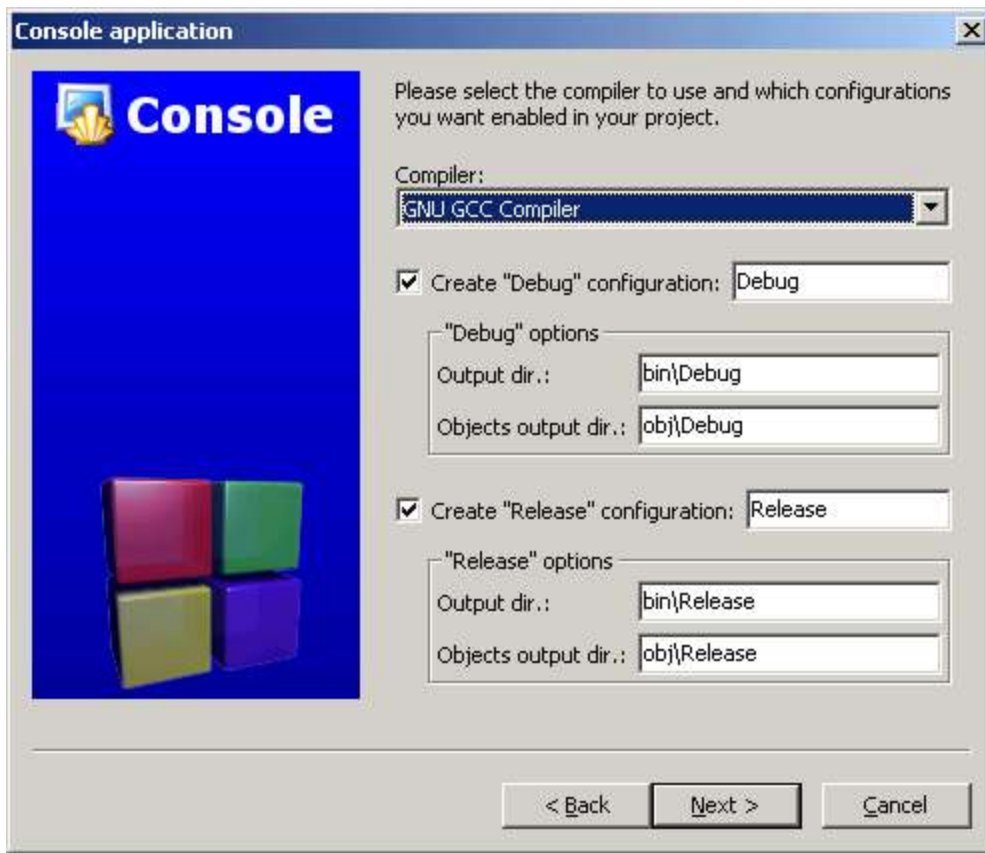 Console application
Console
Please select the compiler to use and which configurations
you want enabled in your project.
Compiler:
GNU GCC Compiler
Create "Debug" configuration: Debug
"Debug" options
Output dir.: bin\Debug
Objects output dir.: obj\Debug
Create "Release" configuration: Release
"Release" options
Output dir.: bin\Release
Objects output dir.: obj\Release
< Back Next > Cancel